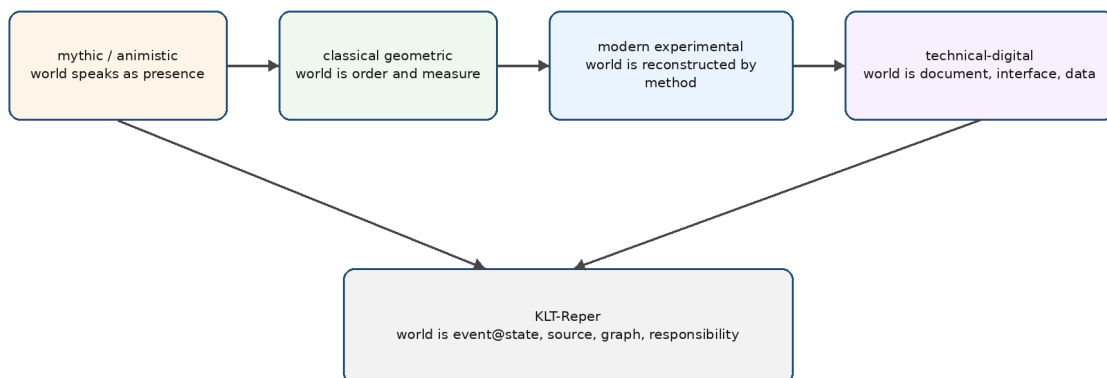 mythic / animistic
world speaks as presence
classical geometric
world is order and measure
modern experimental
world is reconstructed by
method
technical-digital
world is document, interface, data
KLT-Reper
world is event@state, source, graph, responsibility